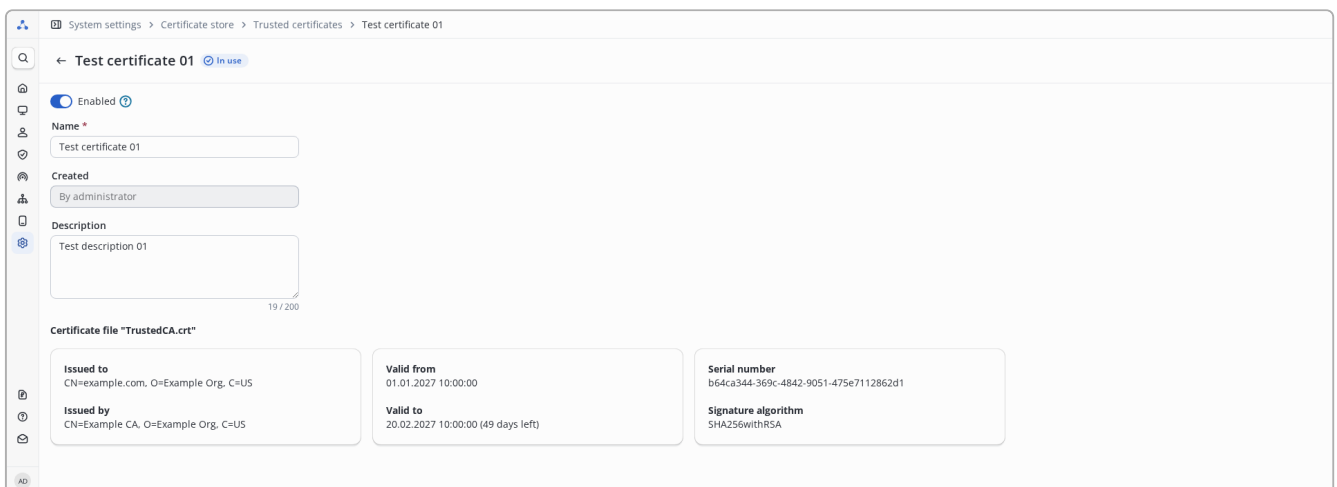 System settings > Certificate store > Trusted certificates > Test certificate 01
← Test certificate 01 In use
Enabled ?
Name *
Test certificate 01
Created
By administrator
Description
Test description 01
19 / 200
Certificate file "TrustedCA.crt"
Issued to
CN=example.com, O=Example Org, C=US
Issued by
CN=Example CA, O=Example Org, C=US
Valid from
01.01.2027 10:00:00
Valid to
20.02.2027 10:00:00 (49 days left)
Serial number
b64ca344-369c-4842-9051-475e7112862d1
Signature algorithm
SHA256withRSA
AD